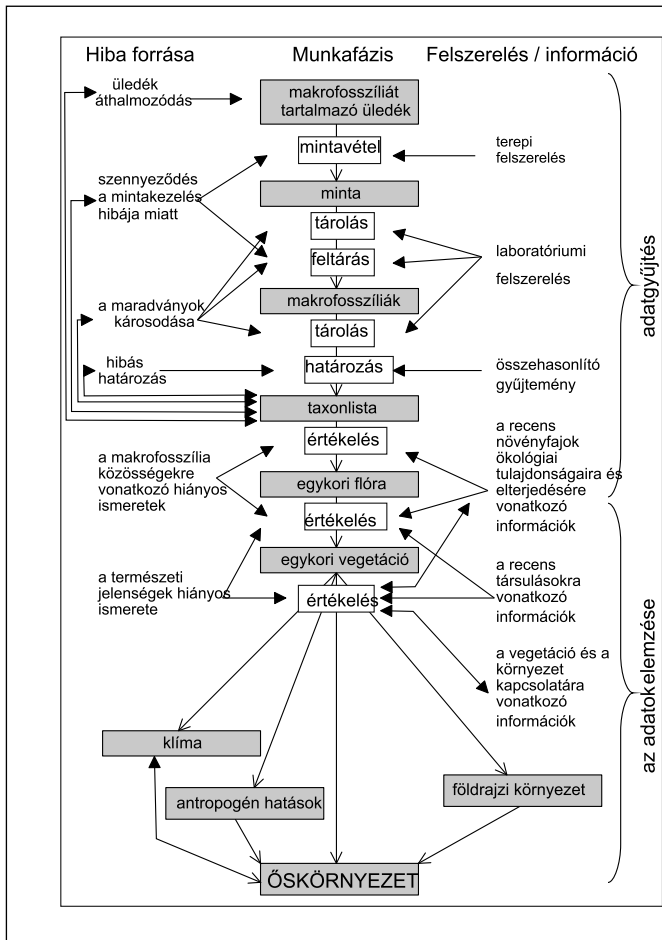 Hiba forrása
Munkafázis
Felszerelés / információ
üledék
áthalmozódás
makrofosszíliát
tartalmazó üledék
mintavétel
terepi
felszerelés
szennyeződés
a mintakezelés
hibája miatt
minta
tárolás
feltárás
laboratóriumi
felszerelés
adatgyűjtés
makrofosszíliák
a maradványok
károsodása
tárolás
hibás
határozás
határozás
összehasonlító
gyűjtemény
taxonlista
értékelés
a makrofosszília
közösségekre
vonatkozó hiányos
ismeretek
a recens
növényfajok
ökológiai
tulajdonságaira és
elterjedésére
vonatkozó
információk
egykori flóra
értékelés
egykori vegetáció
a természeti
jelenségek hiányos
ismerete
értékelés
a recens
társulásokra
vonatkozó
információk
a vegetáció és a
környezet
kapcsolatára
vonatkozó
információk
az adatokelemzése
klíma
antropogén hatások
földrajzi környezet
ŐSKÖRNYEZET